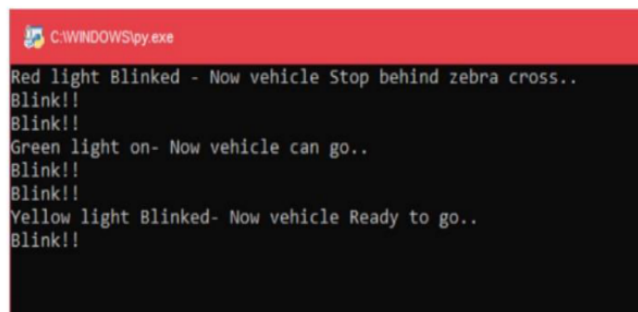 C:\WINDOWS\py.exe
Red light Blinked - Now vehicle Stop behind zebra cross..
Blink!!
Blink!!
Green light on- Now vehicle can go..
Blink!!
Blink!!
Yellow light Blinked- Now vehicle Ready to go..
Blink!!